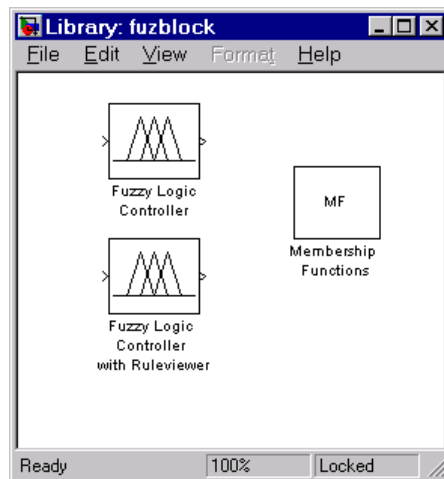 Library: fuzblock
File Edit View Format Help
Fuzzy Logic
Controller
MF
Membership
Functions
Fuzzy Logic
Controller
with Ruleviewer
Ready 100% Locked